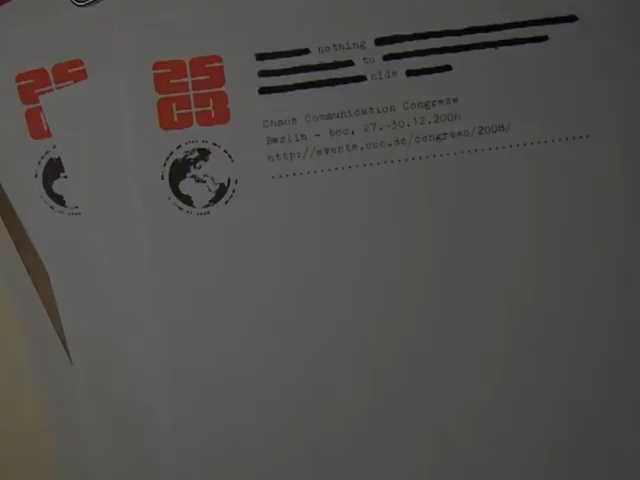 25
C3
nothing
to
hide
Chaos Communication Congress
Berlin - bcc, 27.-30.12.2008
http://events.ccc.de/congress/2008/